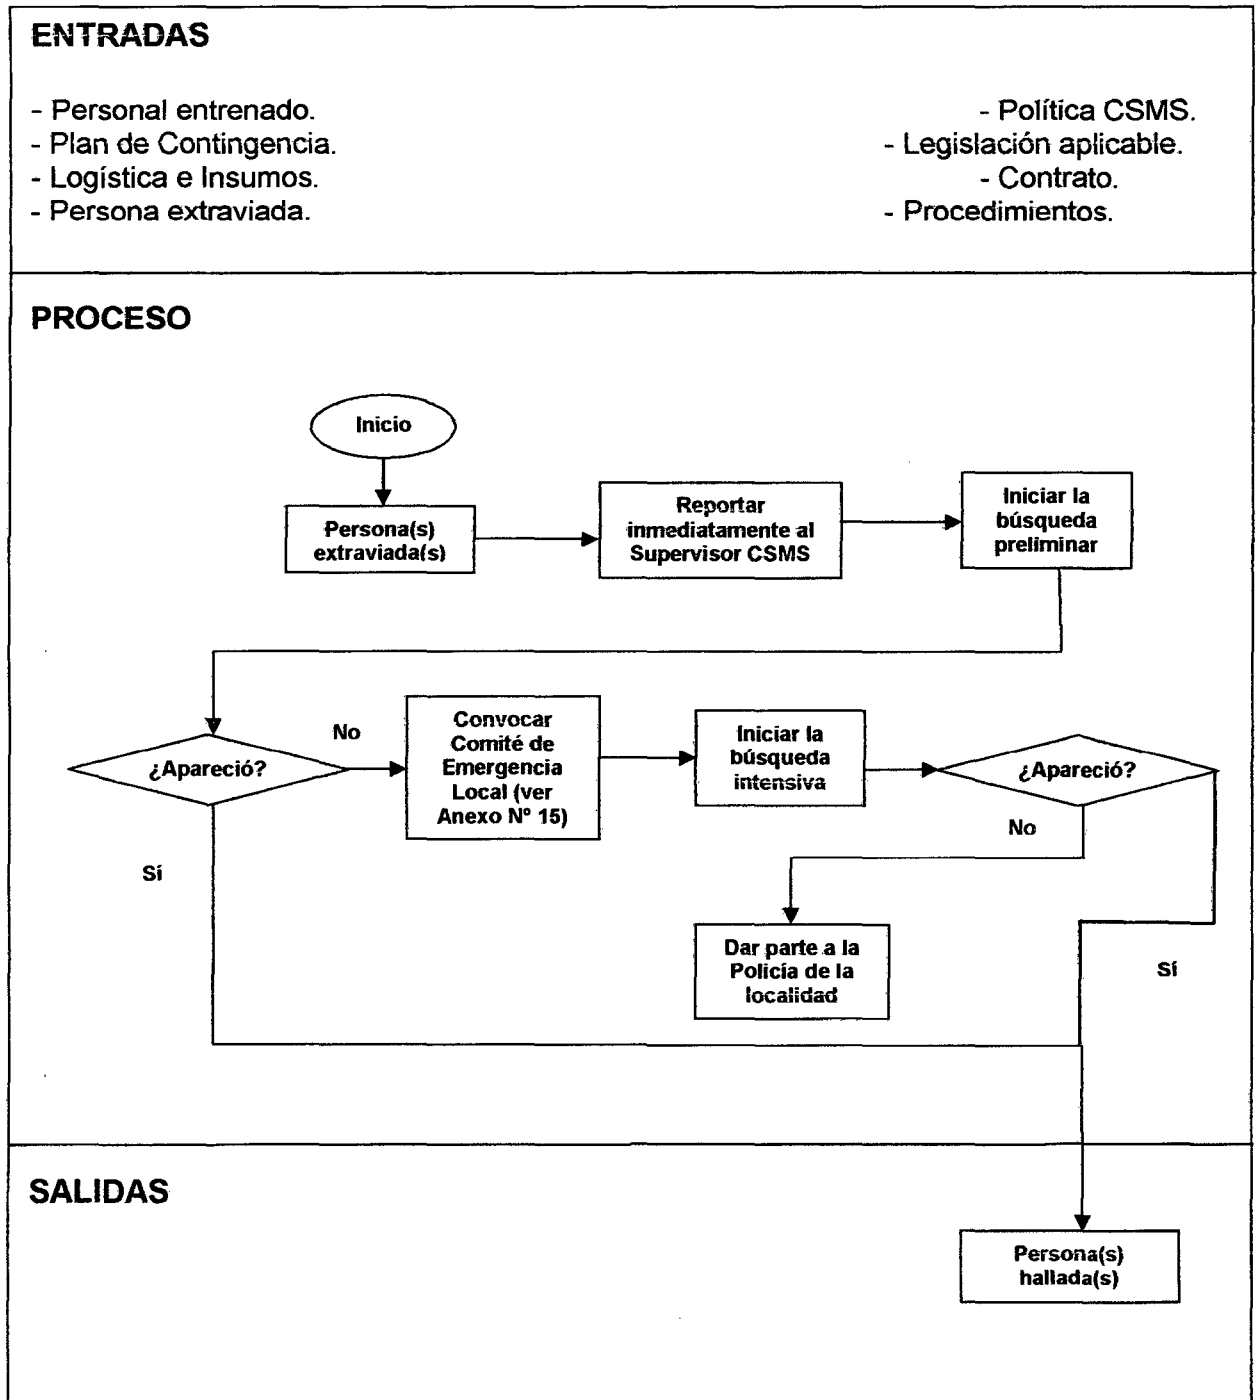 ENTRADAS
- Personal entrenado.
- Plan de Contingencia.
- Logística e Insumos.
- Persona extraviada.
- Política CSMS.
- Legislación aplicable.
- Contrato.
- Procedimientos.
PROCESO
Inicio
Persona(s)
extraviada(s)
Reportar
inmediatamente al
Supervisor CSMS
Iniciar la
búsqueda
preliminar
¿Apareció?
No
Convocar
Comité de
Emergencia
Local (ver
Anexo Nº 15)
Iniciar la
búsqueda
intensiva
¿Apareció?
No
Sí
Dar parte a la
Policía de la
localidad
Sí
SALIDAS
Persona(s)
hallada(s)